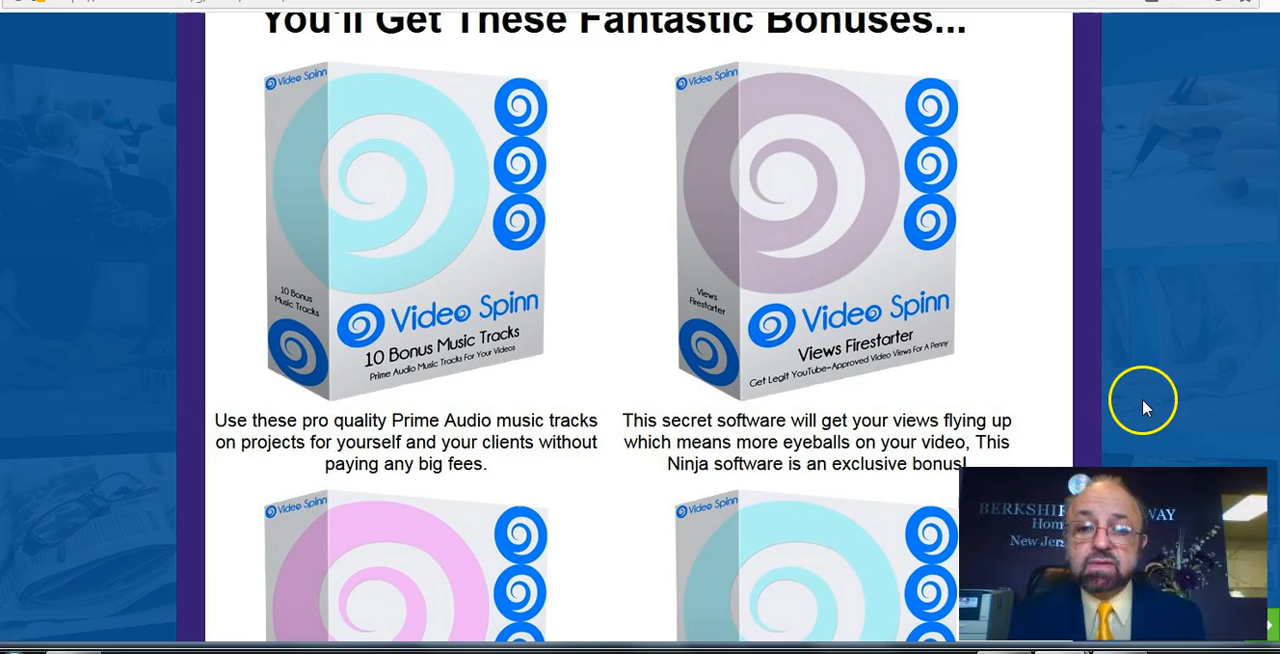 You'll Get These Fantastic Bonuses...
Video Spinn
10 Bonus
Music Tracks
Video Spinn
10 Bonus Music Tracks
Prime Audio Music Tracks For Your Videos
Video Spinn
Views
Firestarter
Video Spinn
Views Firestarter
Get Legit YouTube-Approved Video Views For A Penny
Use these pro quality Prime Audio music tracks
on projects for yourself and your clients without
paying any big fees.
This secret software will get your views flying up
which means more eyeballs on your video, This
Ninja software is an exclusive bonus!
Video Spinn
Video Spinn
BERKSHIR WAY
Hom
New Jers